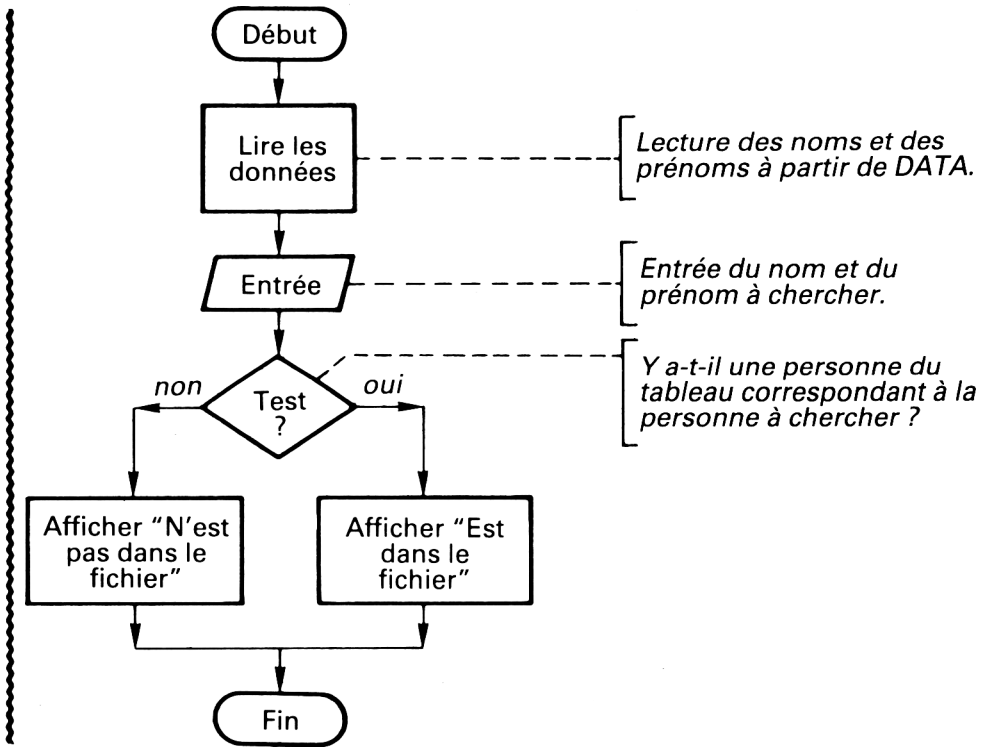 Début
Lire les
données
Lecture des noms et des
prénoms à partir de DATA.
Entrée
Entrée du nom et du
prénom à chercher.
non
Test
?
oui
Y a-t-il une personne du
tableau correspondant à la
personne à chercher ?
Afficher “N’est
pas dans le
fichier”
Afficher “Est
dans le
fichier”
Fin